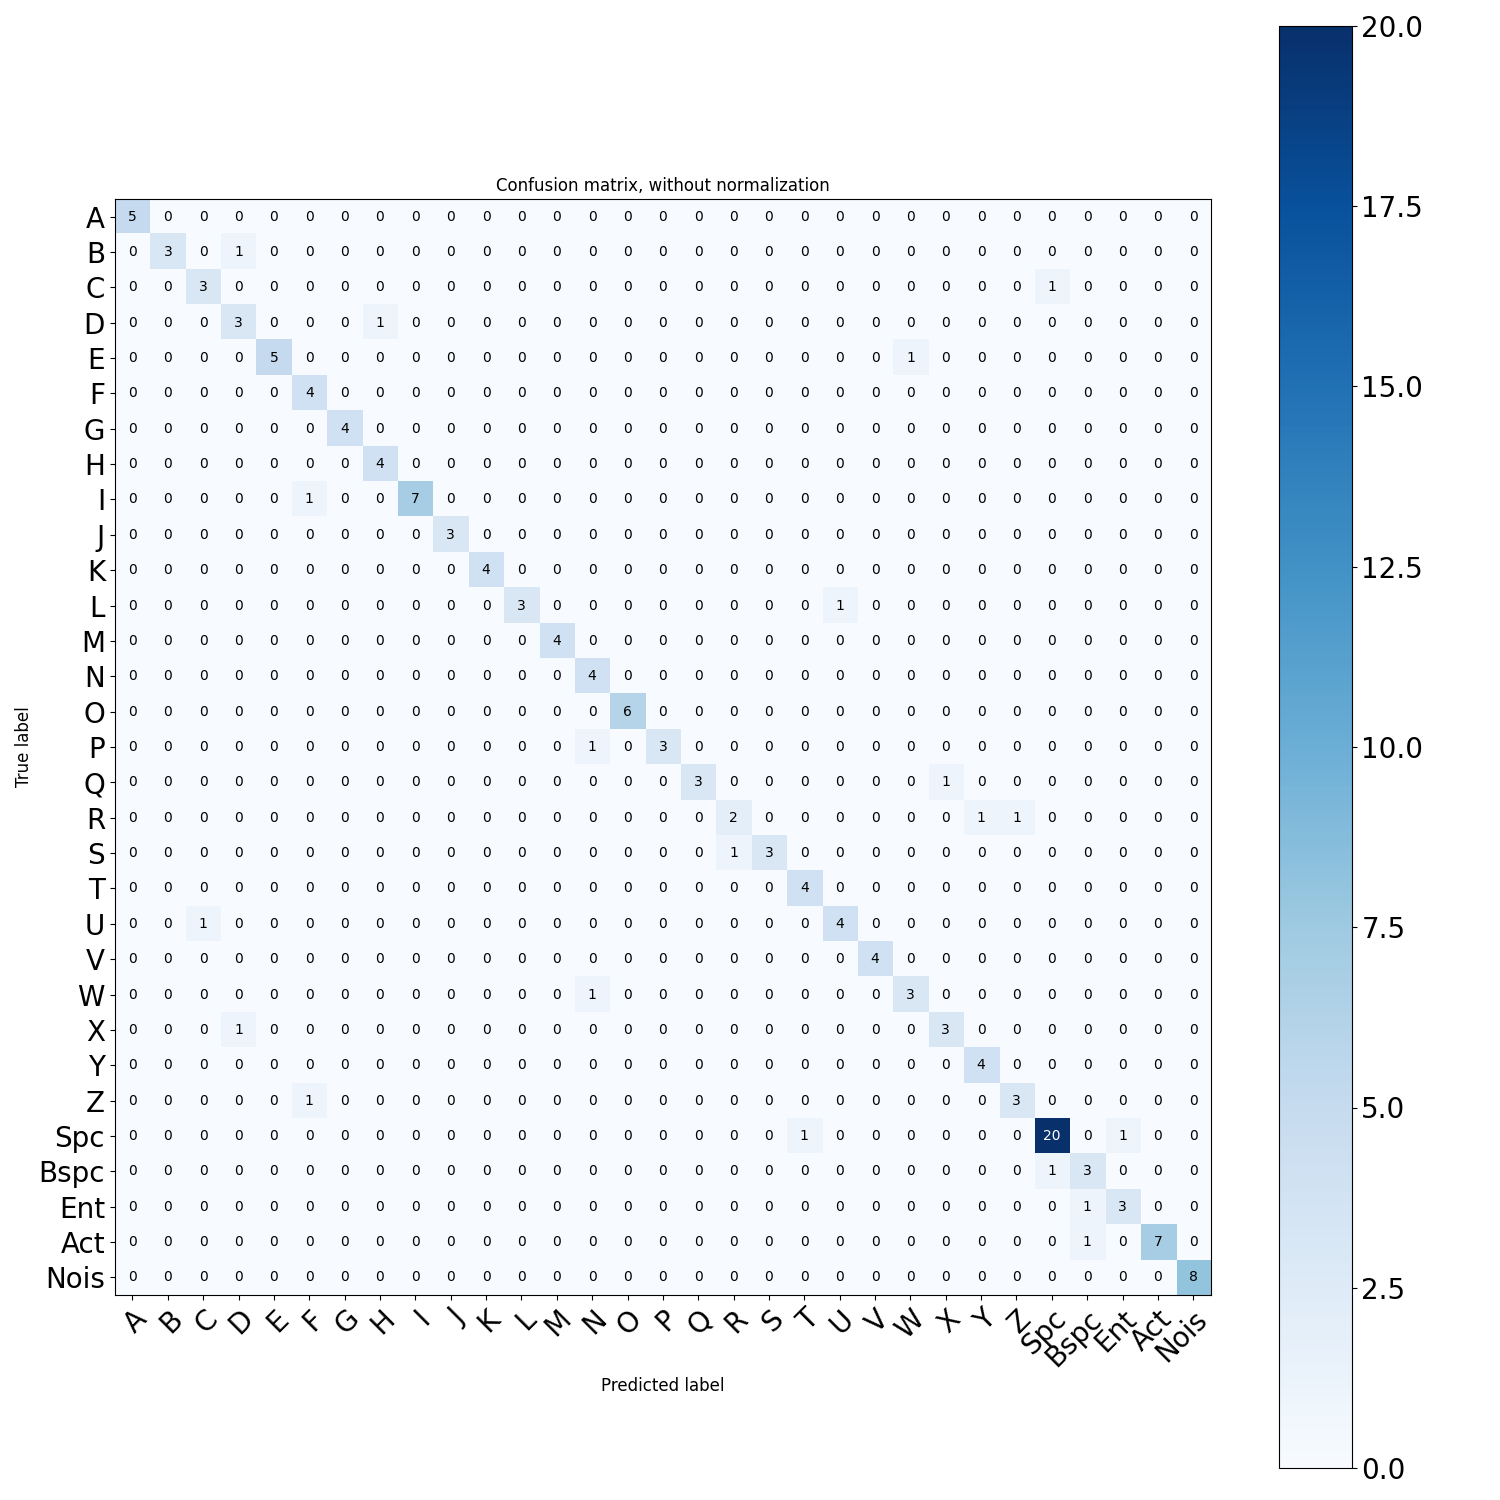 Confusion matrix, without normalization
A 5 0 0 0 0 0 0 0 0 0 0 0 0 0 0 0 0 0 0 0 0 0 0 0 0 0 0 0 0 0 0
B 0 3 0 1 0 0 0 0 0 0 0 0 0 0 0 0 0 0 0 0 0 0 0 0 0 0 0 0 0 0 0
C 0 0 3 0 0 0 0 0 0 0 0 0 0 0 0 0 0 0 0 0 0 0 0 0 0 0 1 0 0 0 0
D 0 0 0 3 0 0 0 1 0 0 0 0 0 0 0 0 0 0 0 0 0 0 0 0 0 0 0 0 0 0 0
E 0 0 0 0 5 0 0 0 0 0 0 0 0 0 0 0 0 0 0 0 0 0 1 0 0 0 0 0 0 0 0
F 0 0 0 0 0 4 0 0 0 0 0 0 0 0 0 0 0 0 0 0 0 0 0 0 0 0 0 0 0 0 0
G 0 0 0 0 0 0 4 0 0 0 0 0 0 0 0 0 0 0 0 0 0 0 0 0 0 0 0 0 0 0 0
H 0 0 0 0 0 0 0 4 0 0 0 0 0 0 0 0 0 0 0 0 0 0 0 0 0 0 0 0 0 0 0
I 0 0 0 0 0 1 0 0 7 0 0 0 0 0 0 0 0 0 0 0 0 0 0 0 0 0 0 0 0 0 0
J 0 0 0 0 0 0 0 0 0 3 0 0 0 0 0 0 0 0 0 0 0 0 0 0 0 0 0 0 0 0 0
K 0 0 0 0 0 0 0 0 0 0 4 0 0 0 0 0 0 0 0 0 0 0 0 0 0 0 0 0 0 0 0
L 0 0 0 0 0 0 0 0 0 0 0 3 0 0 0 0 0 0 0 0 1 0 0 0 0 0 0 0 0 0 0
M 0 0 0 0 0 0 0 0 0 0 0 0 4 0 0 0 0 0 0 0 0 0 0 0 0 0 0 0 0 0 0
N 0 0 0 0 0 0 0 0 0 0 0 0 0 4 0 0 0 0 0 0 0 0 0 0 0 0 0 0 0 0 0
O 0 0 0 0 0 0 0 0 0 0 0 0 0 0 6 0 0 0 0 0 0 0 0 0 0 0 0 0 0 0 0
P 0 0 0 0 0 0 0 0 0 0 0 0 0 1 0 3 0 0 0 0 0 0 0 0 0 0 0 0 0 0 0
Q 0 0 0 0 0 0 0 0 0 0 0 0 0 0 0 0 3 0 0 0 0 0 0 1 0 0 0 0 0 0 0
R 0 0 0 0 0 0 0 0 0 0 0 0 0 0 0 0 0 2 0 0 0 0 0 0 1 1 0 0 0 0 0
S 0 0 0 0 0 0 0 0 0 0 0 0 0 0 0 0 0 1 3 0 0 0 0 0 0 0 0 0 0 0 0
T 0 0 0 0 0 0 0 0 0 0 0 0 0 0 0 0 0 0 0 4 0 0 0 0 0 0 0 0 0 0 0
U 0 0 1 0 0 0 0 0 0 0 0 0 0 0 0 0 0 0 0 0 4 0 0 0 0 0 0 0 0 0 0
V 0 0 0 0 0 0 0 0 0 0 0 0 0 0 0 0 0 0 0 0 0 4 0 0 0 0 0 0 0 0 0
W 0 0 0 0 0 0 0 0 0 0 0 0 0 1 0 0 0 0 0 0 0 0 3 0 0 0 0 0 0 0 0
X 0 0 0 1 0 0 0 0 0 0 0 0 0 0 0 0 0 0 0 0 0 0 0 3 0 0 0 0 0 0 0
Y 0 0 0 0 0 0 0 0 0 0 0 0 0 0 0 0 0 0 0 0 0 0 0 0 4 0 0 0 0 0 0
Z 0 0 0 0 0 1 0 0 0 0 0 0 0 0 0 0 0 0 0 0 0 0 0 0 0 3 0 0 0 0 0
Spc 0 0 0 0 0 0 0 0 0 0 0 0 0 0 0 0 0 0 0 1 0 0 0 0 0 0 20 0 1 0 0
Bspc 0 0 0 0 0 0 0 0 0 0 0 0 0 0 0 0 0 0 0 0 0 0 0 0 0 0 1 3 0 0 0
Ent 0 0 0 0 0 0 0 0 0 0 0 0 0 0 0 0 0 0 0 0 0 0 0 0 0 0 0 1 3 0 0
Act 0 0 0 0 0 0 0 0 0 0 0 0 0 0 0 0 0 0 0 0 0 0 0 0 0 0 0 1 0 7 0
Nois 0 0 0 0 0 0 0 0 0 0 0 0 0 0 0 0 0 0 0 0 0 0 0 0 0 0 0 0 0 0 8
A B C D E F G H I J K L M N O P Q R S T U V W X Y Z Spc Bspc Ent Act Nois
Predicted label
True label
20.0
17.5
15.0
12.5
10.0
7.5
5.0
2.5
0.0